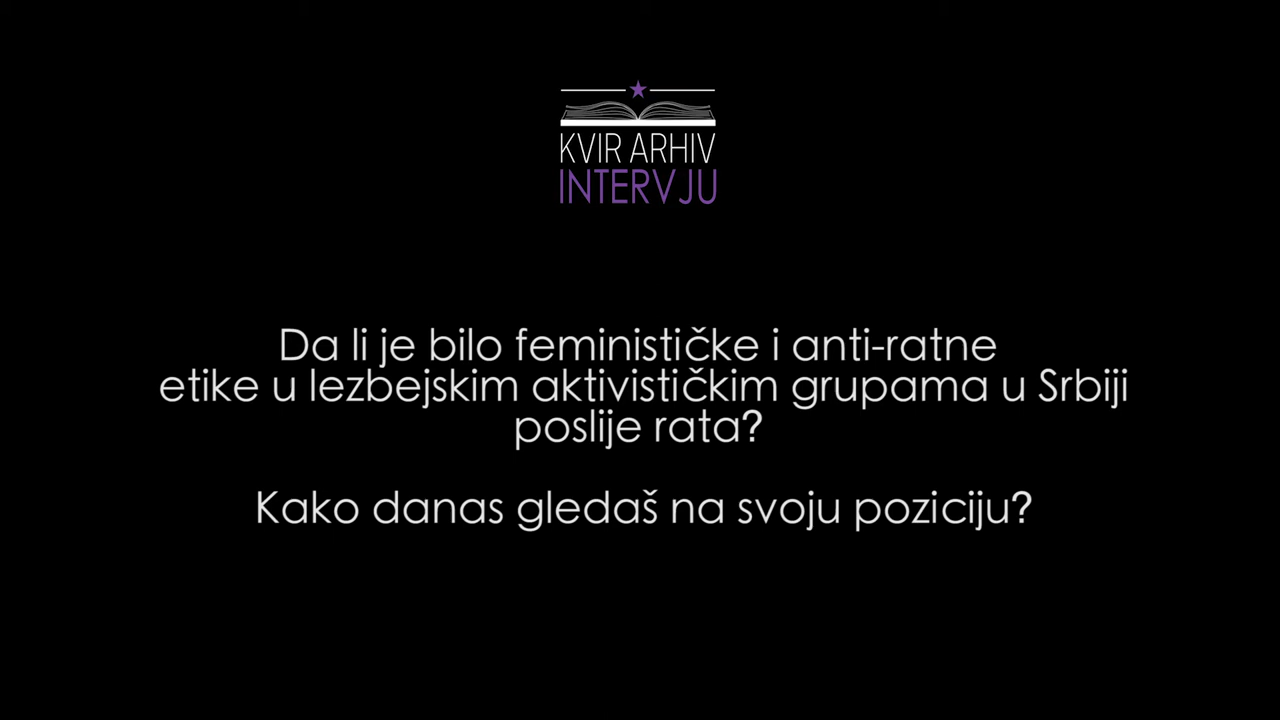 KVIR ARHIV
INTERVJU
Da li je bilo feminističke i anti-ratne
etike u lezbejskim aktivističkim grupama u Srbiji
poslije rata?
Kako danas gledaš na svoju poziciju?